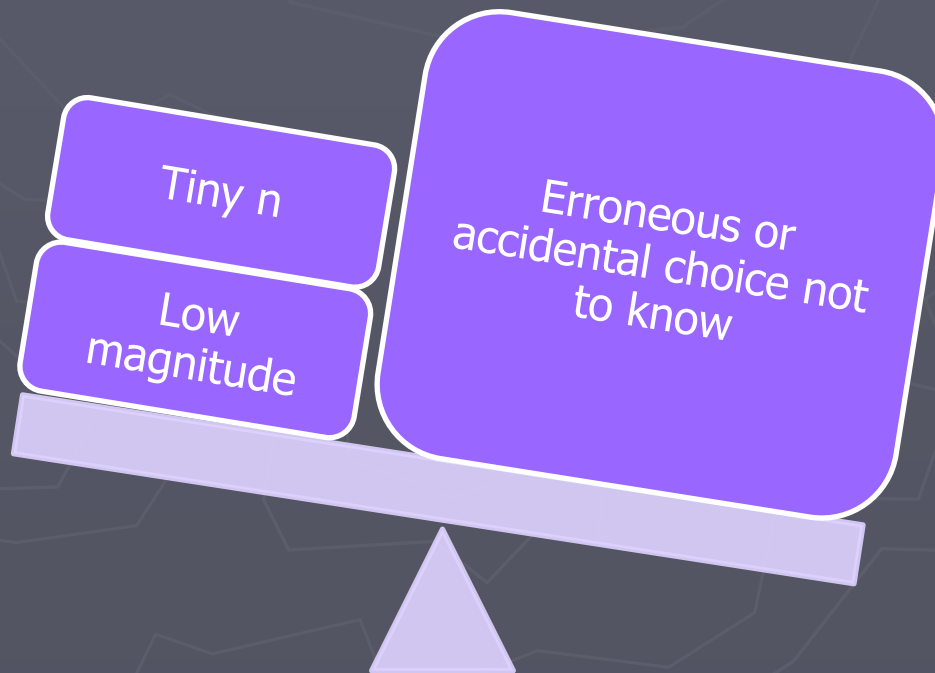 Tiny n
Low
magnitude
Erroneous or
accidental choice not
to know